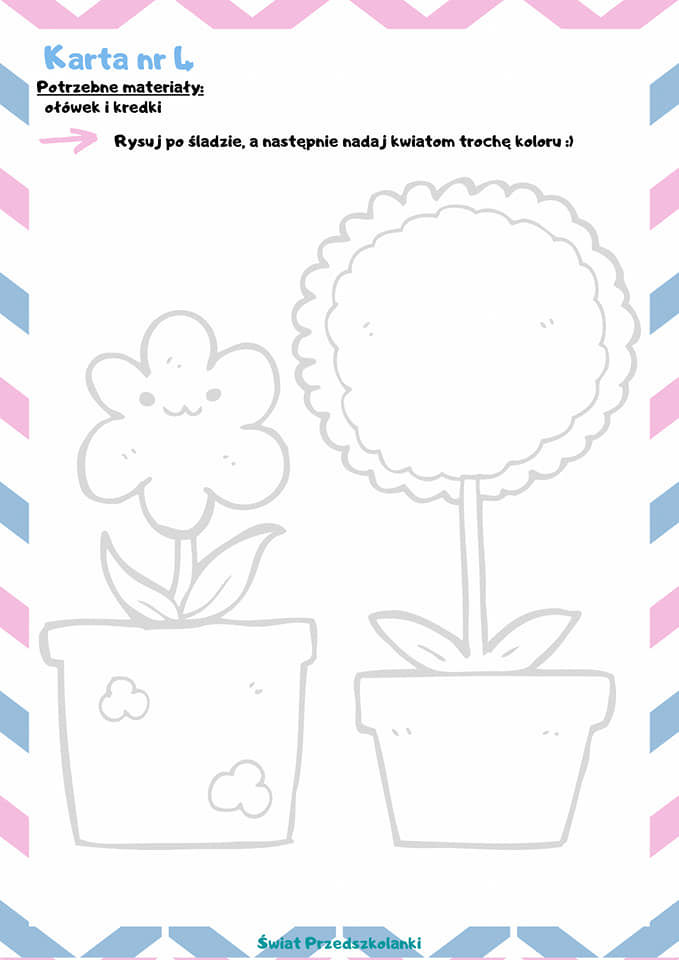 Karta nr 4
Potrzebne materiały:
ołówek i kredki
Rysuj po śladzie, a następnie nadaj kwiatom trochę koloru :)
Świat Przedszkolanki